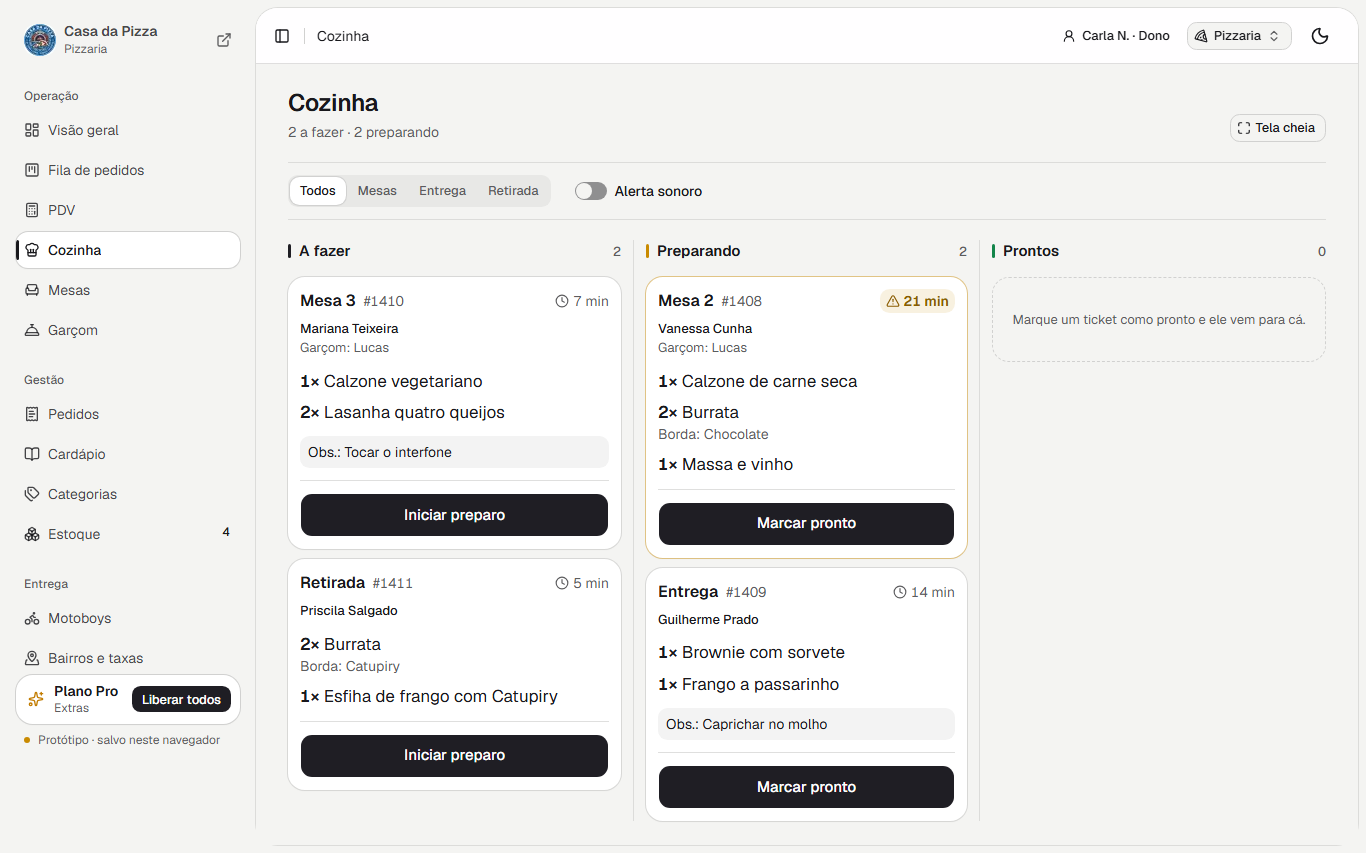 Casa da Pizza
Pizzaria
Operação
Visão geral
Fila de pedidos
PDV
Cozinha
Mesas
Garçom
Gestão
Pedidos
Cardápio
Categorias
Estoque 4
Entrega
Motoboys
Bairros e taxas
Plano Pro
Extras
Liberar todos
Protótipo · salvo neste navegador
Cozinha
Carla N. · Dono
Pizzaria
Cozinha
2 a fazer · 2 preparando
Tela cheia
Todos Mesas Entrega Retirada
Alerta sonoro
A fazer 2
Mesa 3 #1410 7 min
Mariana Teixeira
Garçom: Lucas
1× Calzone vegetariano
2× Lasanha quatro queijos
Obs.: Tocar o interfone
Iniciar preparo
Retirada #1411 5 min
Priscila Salgado
2× Burrata
Borda: Catupiry
1× Esfiha de frango com Catupiry
Iniciar preparo
Preparando 2
Mesa 2 #1408 21 min
Vanessa Cunha
Garçom: Lucas
1× Calzone de carne seca
2× Burrata
Borda: Chocolate
1× Massa e vinho
Marcar pronto
Entrega #1409 14 min
Guilherme Prado
1× Brownie com sorvete
1× Frango a passarinho
Obs.: Caprichar no molho
Marcar pronto
Prontos 0
Marque um ticket como pronto e ele vem para cá.